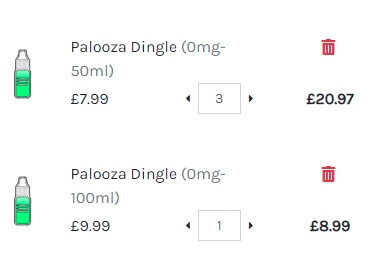 Palooza Dingle (0mg-
50ml)
£7.99 3 £20.97
Palooza Dingle (0mg-
100ml)
£9.99 1 £8.99